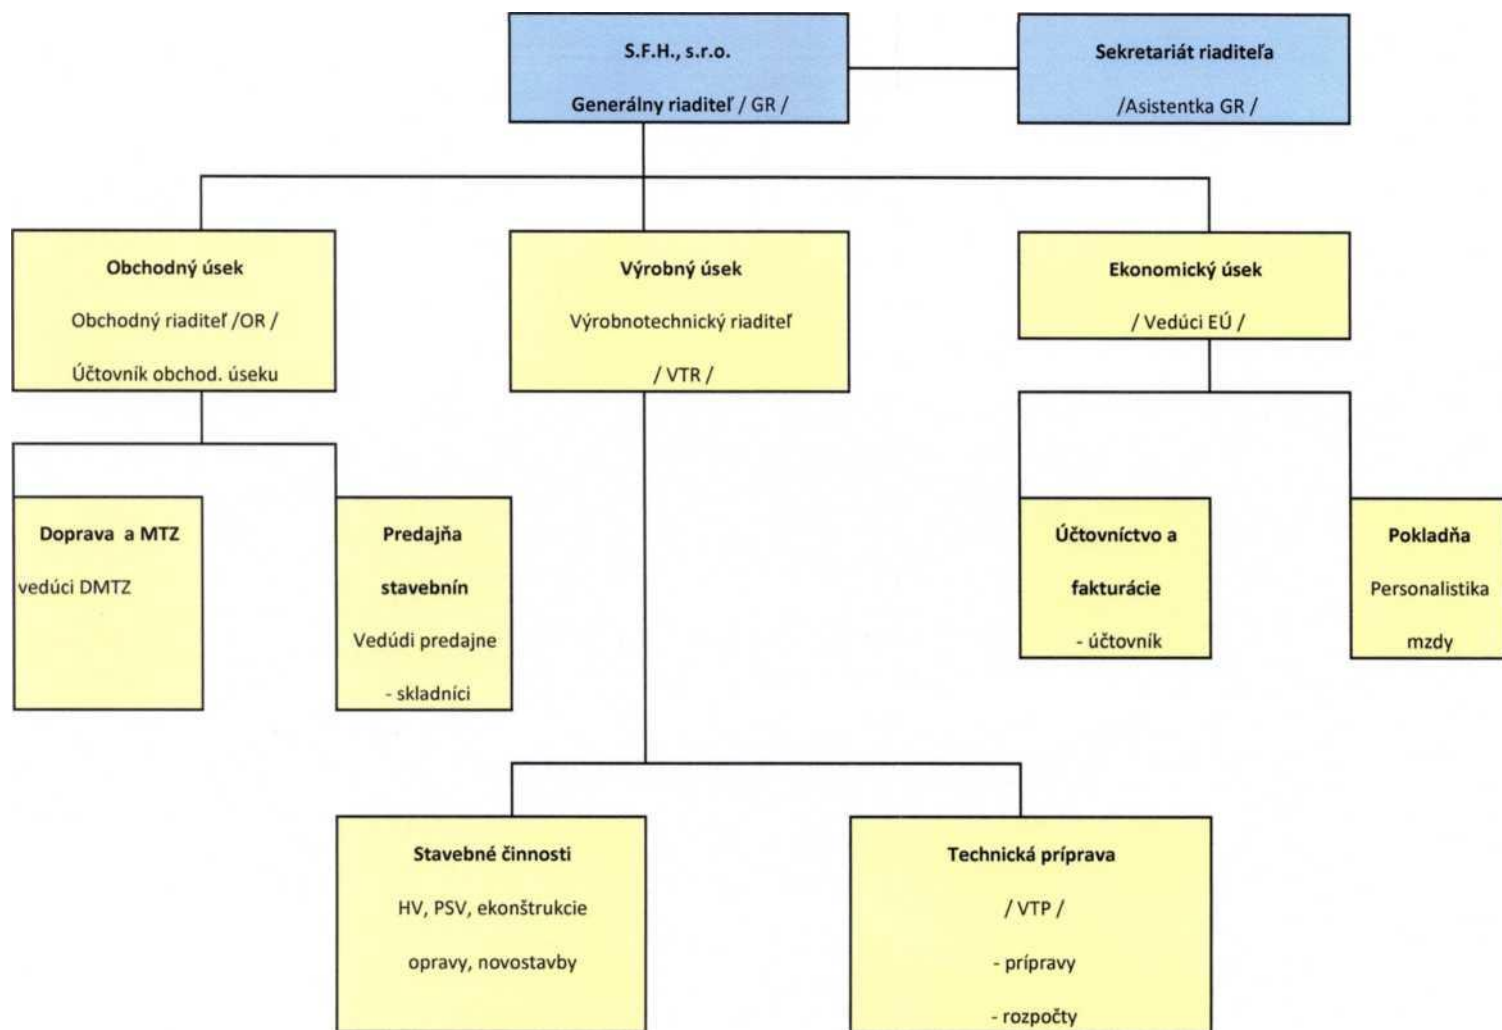 S.F.H., s.r.o.
Generálny riaditeľ / GR /
Sekretariát riaditeľa
/Asistentka GR /
Obchodný úsek
Obchodný riaditeľ /OR /
Účtovník obchod. úseku
Výrobný úsek
Výrobnotechnický riaditeľ
/ VTR /
Ekonomický úsek
/ Vedúci EÚ /
Doprava a MTZ
vedúci DMTZ
Predajňa
stavebnín
Vedúdi predajne
- skladníci
Účtovníctvo a
fakturácie
- účtovník
Pokladňa
Personalistika
mzdy
Stavebné činnosti
HV, PSV, ekonštrukcie
opravy, novostavby
Technická príprava
/ VTP /
- prípravy
- rozpočty